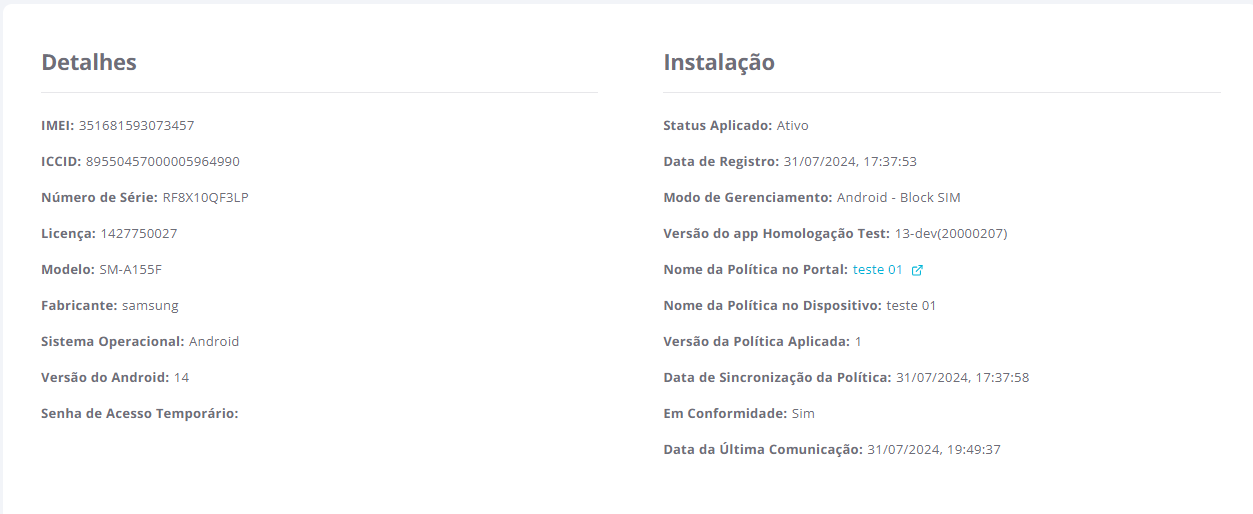 Detalhes
IMEI: 351681593073457
ICCID: 89550457000005964990
Número de Série: RF8X10QF3LP
Licença: 1427750027
Modelo: SM-A155F
Fabricante: samsung
Sistema Operacional: Android
Versão do Android: 14
Senha de Acesso Temporário:
Instalação
Status Aplicado: Ativo
Data de Registro: 31/07/2024, 17:37:53
Modo de Gerenciamento: Android - Block SIM
Versão do app Homologação Test: 13-dev(20000207)
Nome da Política no Portal: teste 01
Nome da Política no Dispositivo: teste 01
Versão da Política Aplicada: 1
Data de Sincronização da Política: 31/07/2024, 17:37:58
Em Conformidade: Sim
Data da Última Comunicação: 31/07/2024, 19:49:37